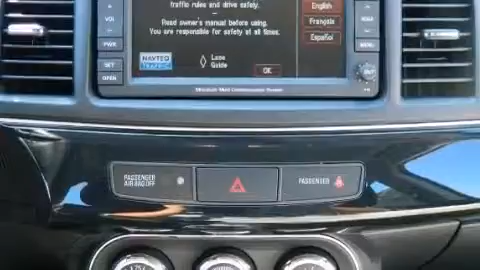 traffic rules and drive safely.
Read owner's manual before using.
You are responsible for safety at all times.
English
Français
Español
VOL
PWR
SET
OPEN
MENU
NAVTEQ
TRAFFIC
Lane
Guide
OK
Mitsubishi Multi Communication System
PASSENGER
AIR BAG OFF
PASSENGER